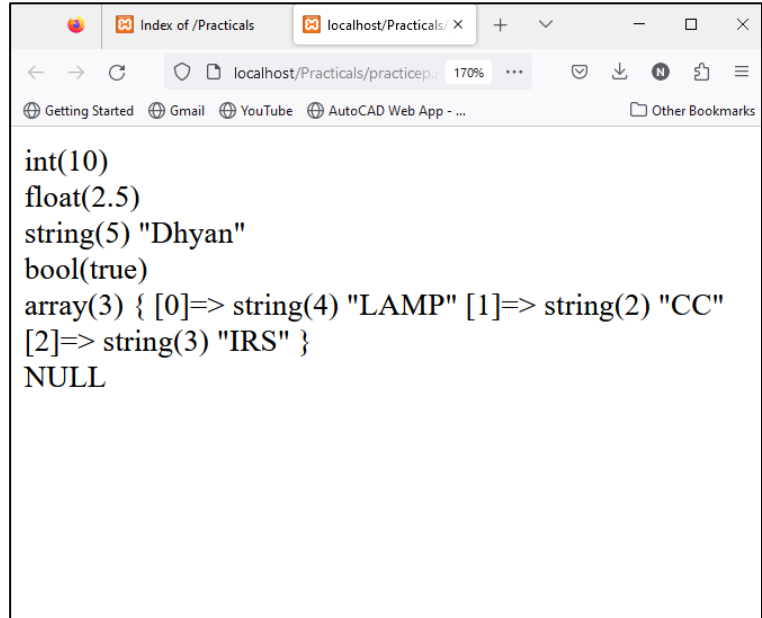 Index of /Practicals
localhost/Practicals/
localhost/Practicals/practicep.
170%
N
Getting Started Gmail YouTube AutoCAD Web App - ... Other Bookmarks
int(10)
float(2.5)
string(5) "Dhyan"
bool(true)
array(3) { [0]=> string(4) "LAMP" [1]=> string(2) "CC"
[2]=> string(3) "IRS" }
NULL